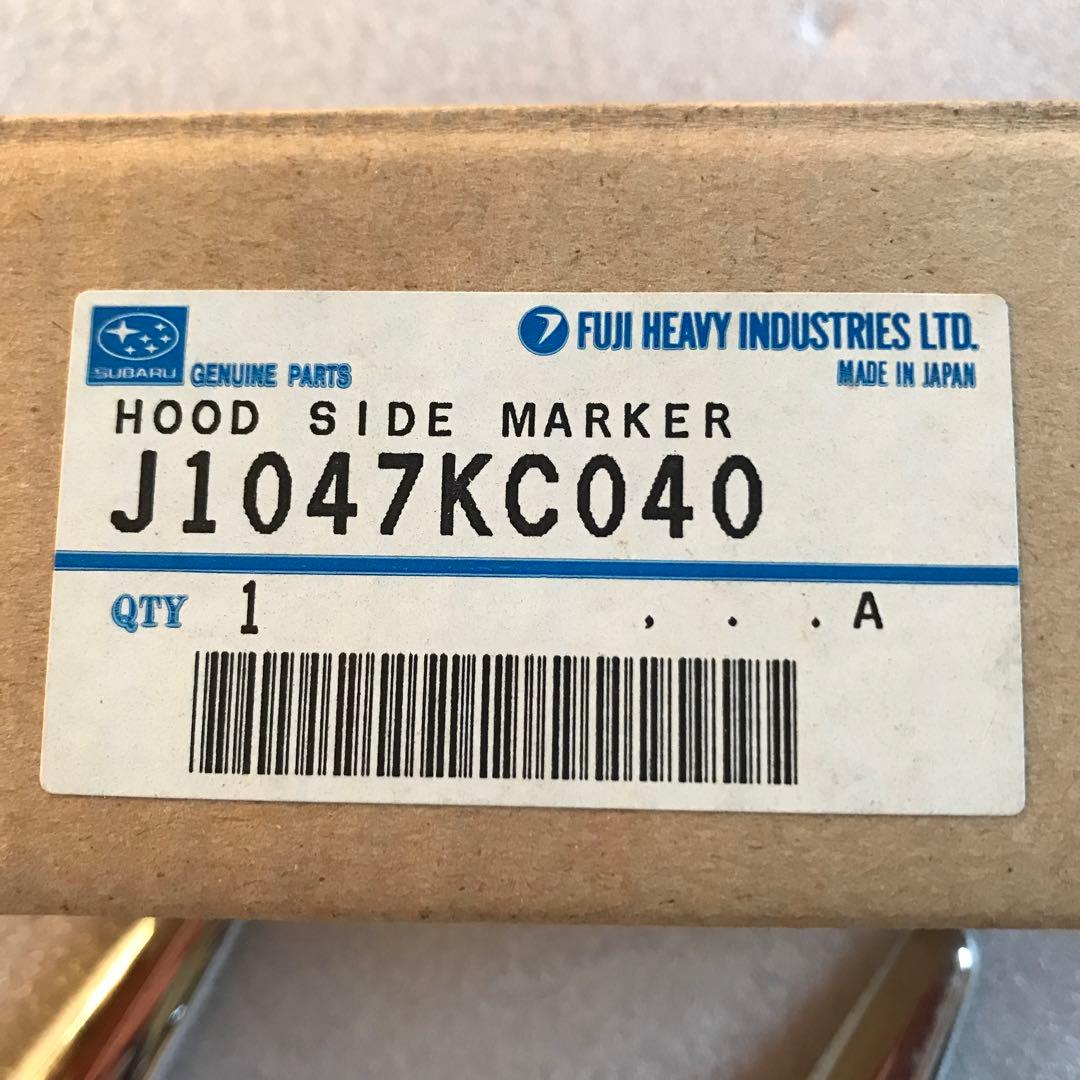 FUJI HEAVY INDUSTRIES LTD.
SUBARU GENUINE PARTS
MADE IN JAPAN
HOOD SIDE MARKER
J1047KC040
QTY 1 , . . A